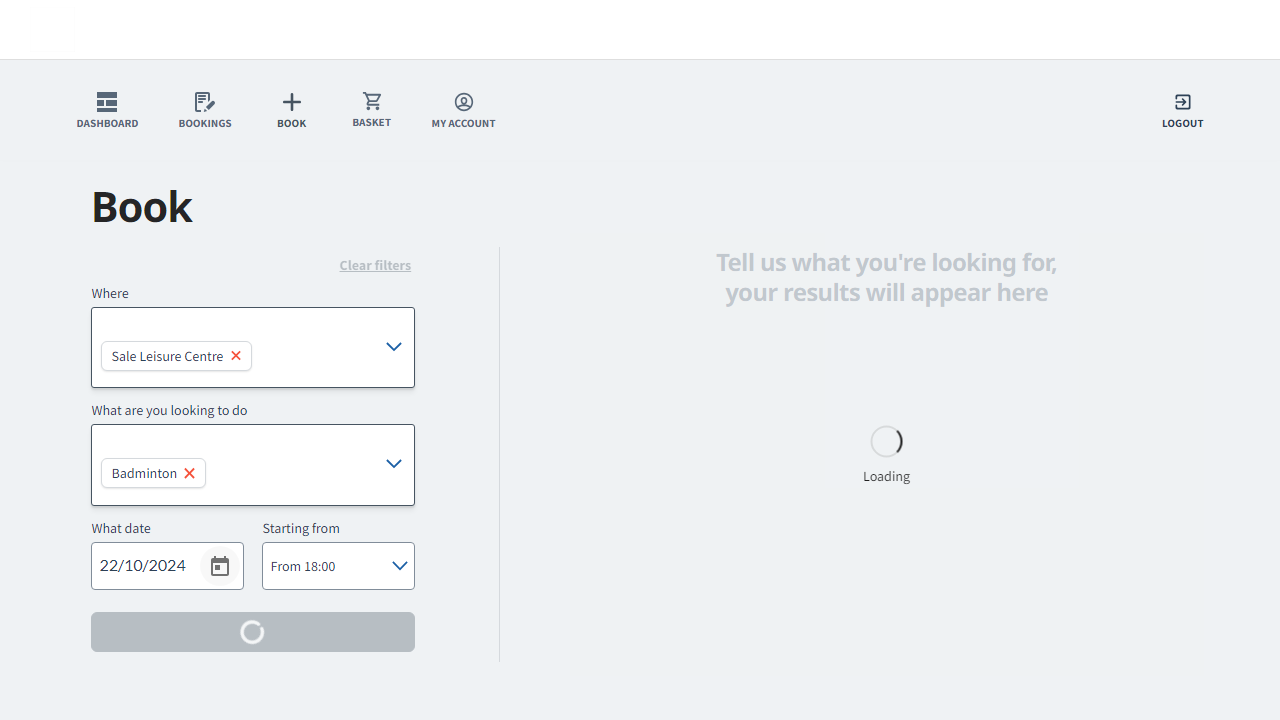 DASHBOARD
BOOKINGS
BOOK
BASKET
MY ACCOUNT
LOGOUT
Book
Clear filters
Where
Sale Leisure Centre
What are you looking to do
Badminton
What date
Starting from
22/10/2024
From 18:00
Tell us what you're looking for,
your results will appear here
Loading